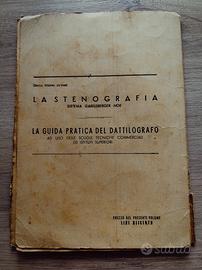 LA STENOGRAFIA
SISTEMA GABELSBERGER-NOE
LA GUIDA PRATICA DEL DATTILOGRAFO
AD USO DELLE SCUOLE TECNICHE COMMERCIALI
ED ISTITUTI SUPERIORI
PREZZO DEL PRESENTE VOLUME
LIRE
subito